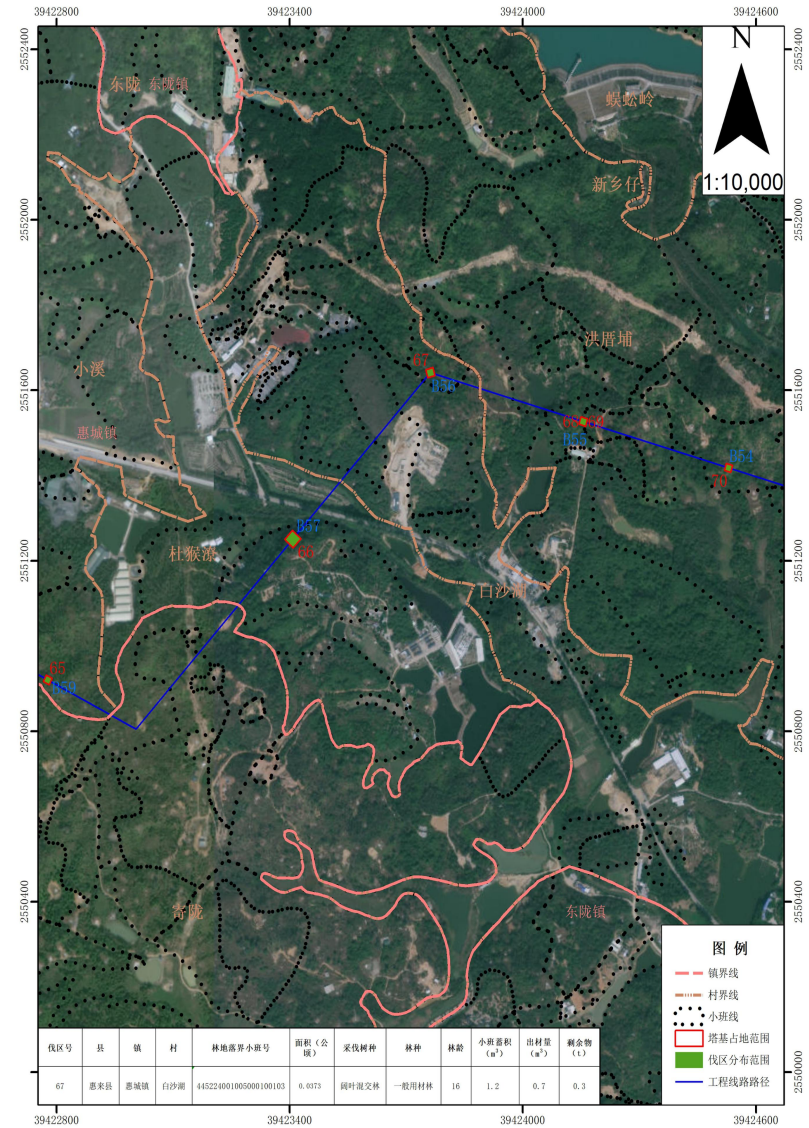 39422800 39423400 39424000 39424600
2552400
2552400
N
1:10,000
东陇 东陇镇
蜈蚣岭
新乡仔
2552000
2552000
洪厝埔
67
B56
小溪
2551600
2551600
B55
B54
70
惠城镇
B57
66
杜猴潦
2551200
2551200
白沙湖
65
B58
2550800
2550800
寄陇
东陇镇
2550400
2550400
图 例
镇界线
村界线
小班线
塔基占地范围
伐区分布范围
工程线路路径
伐区号 县 镇 村 林地落界小班号 面积（公顷） 采伐树种 林种 林龄 小班蓄积（m³） 出材量（m³） 剩余物（t）
67 惠来县 惠城镇 白沙湖 445224001005000100103 0.0373 阔叶混交林 一般用材林 16 1.2 0.7 0.3
2550000
2550000
39422800 39423400 39424000 39424600